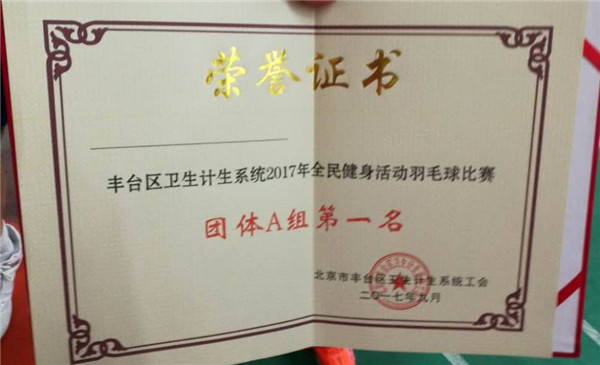 荣誉证书
丰台区卫生计生系统2017年全民健身活动羽毛球比赛
团体A组第一名
北京市丰台区卫生计生系统工会
二〇一七年九月